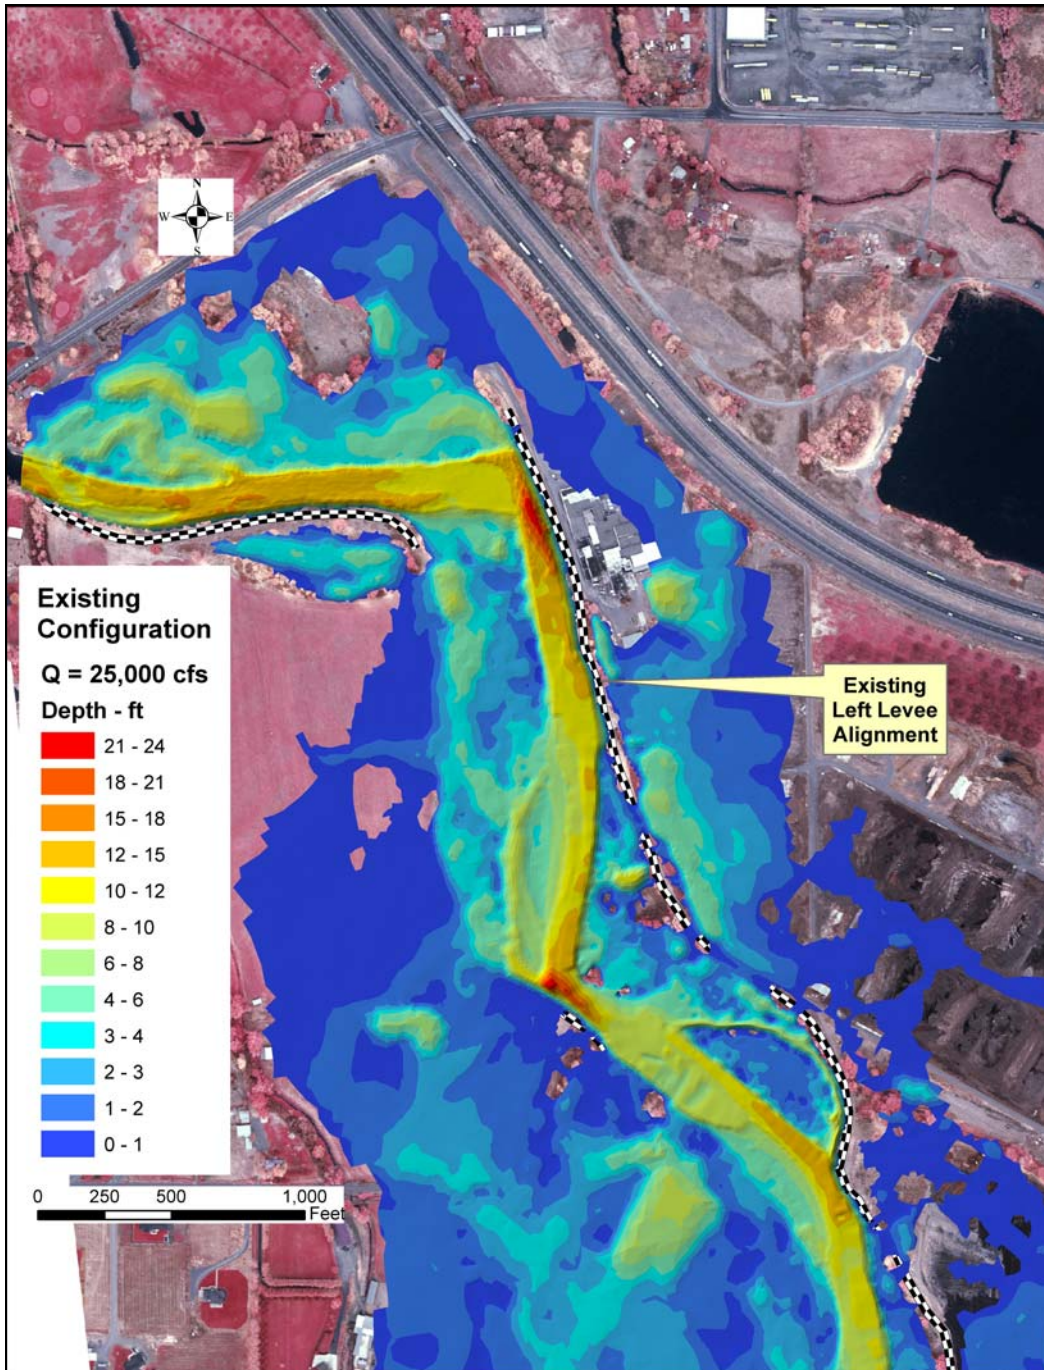 N
W E
S
Existing
Configuration
Q = 25,000 cfs
Depth - ft
21 - 24
18 - 21
15 - 18
12 - 15
10 - 12
8 - 10
6 - 8
4 - 6
3 - 4
2 - 3
1 - 2
0 - 1
0 250 500 1,000
Feet
Existing
Left Levee
Alignment